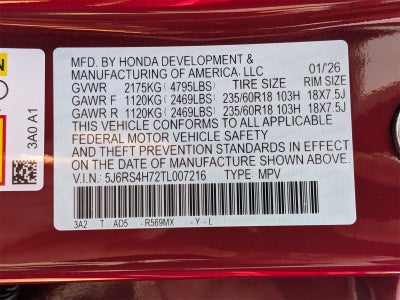 MFD. BY HONDA DEVELOPMENT &
MANUFACTURING OF AMERICA, LLC 01/'26
GVWR 2175KG (4795LBS) TIRE SIZE RIM SIZE
GAWR F 1120KG (2469LBS) 235/60R18 103H 18X7.5J
GAWR R 1120KG (2469LBS) 235/60R18 103H 18X7.5J
THIS VEHICLE CONFORMS TO ALL APPLICABLE
FEDERAL MOTOR VEHICLE SAFETY
AND THEFT PREVENTION STANDARDS IN EFFECT
ON THE DATE OF MANUFACTURE SHOWN ABOVE.
V.I.N: 5J6RS4H72TL007216 TYPE: MPV
3A2 T AD5 - R569MX - Y - L
3A0 A1